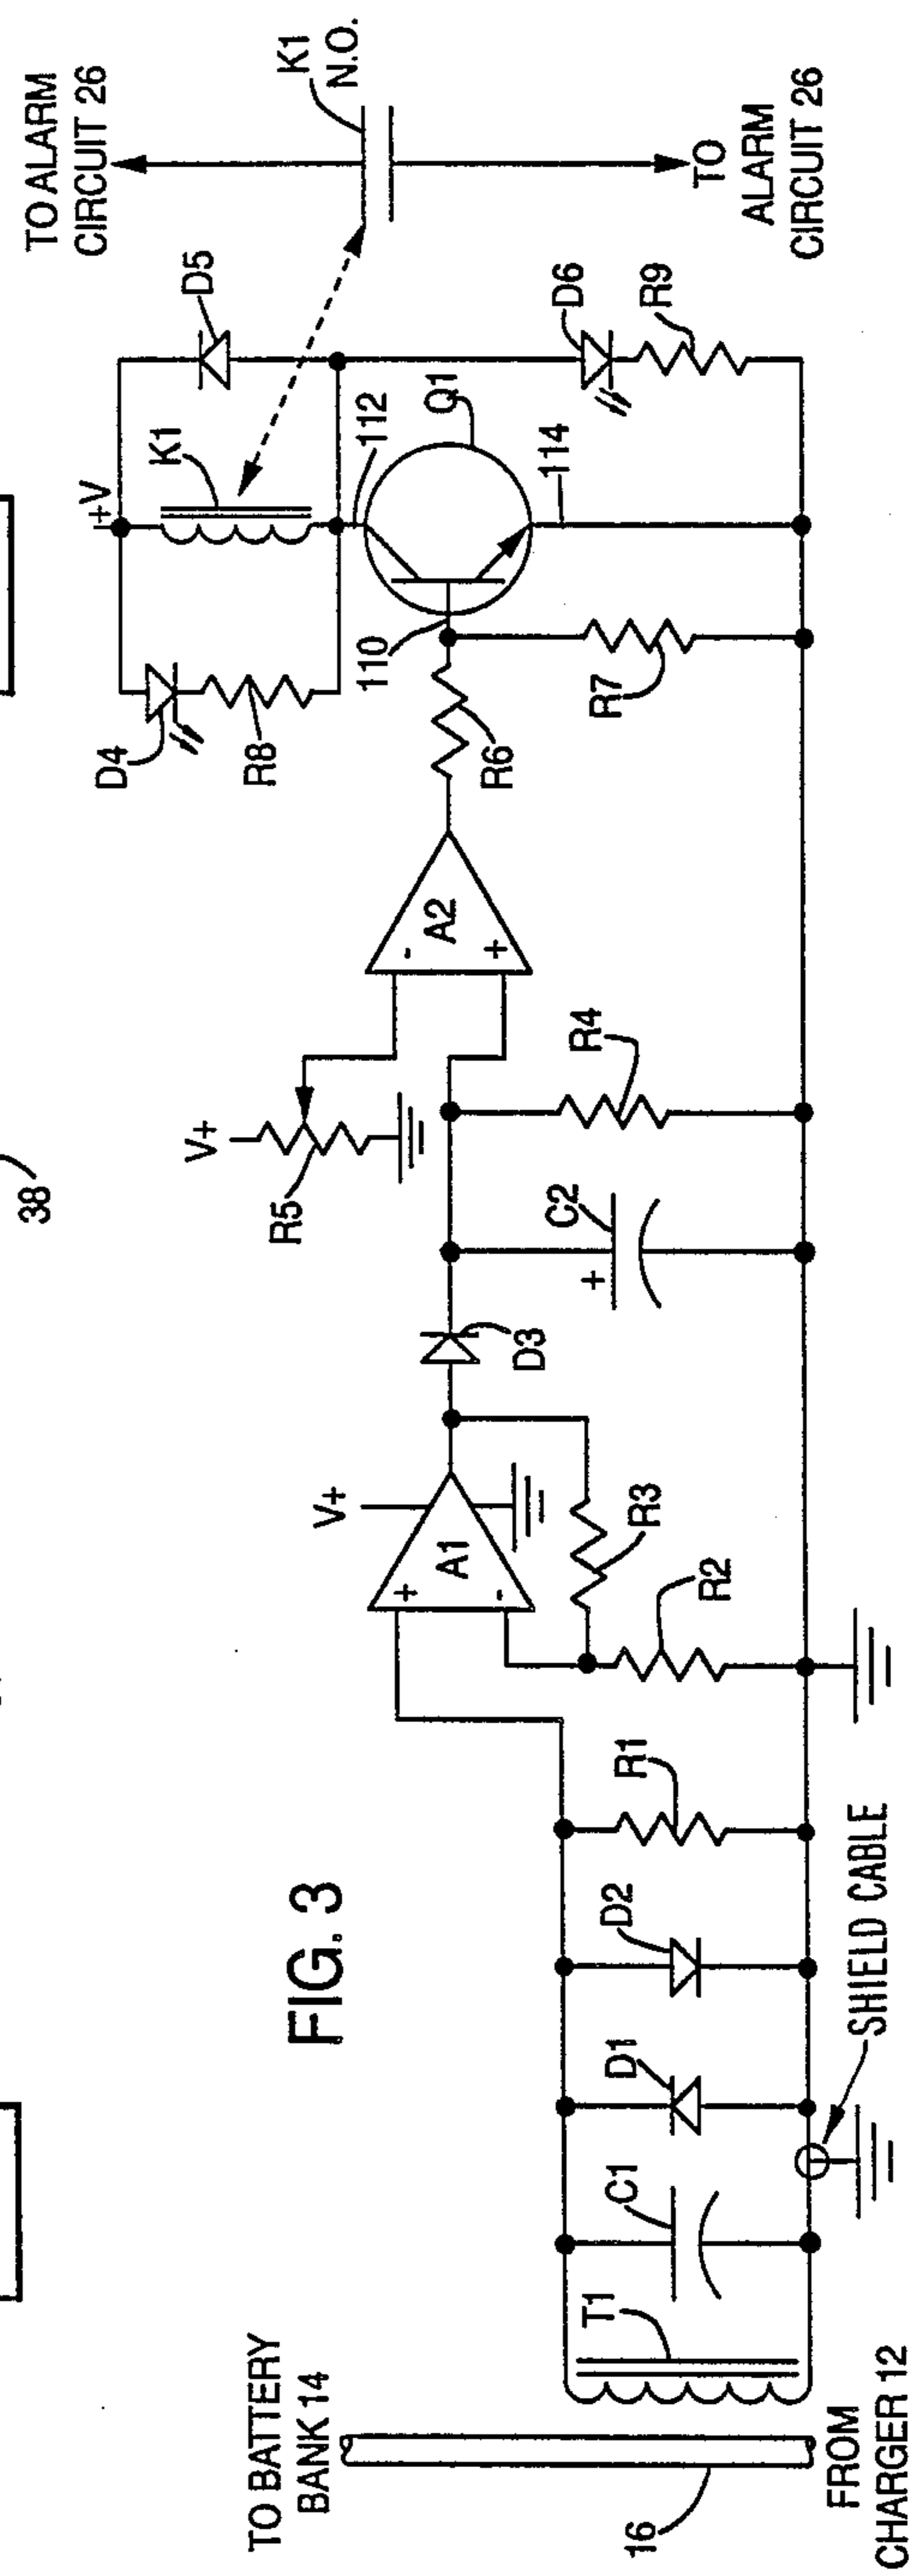 38
FIG. 3
TO BATTERY
BANK 14
16
FROM
CHARGER 12
T1
C1
D1
D2
SHIELD CABLE
R1
R2
R3
V+
A1
+
-
D3
C2
+
R4
V+
R5
A2
-
+
R6
R7
110
112
114
Q1
D4
R8
+V
K1
D5
D6
R9
TO ALARM
CIRCUIT 26
K1
N.O.
TO
ALARM
CIRCUIT 26